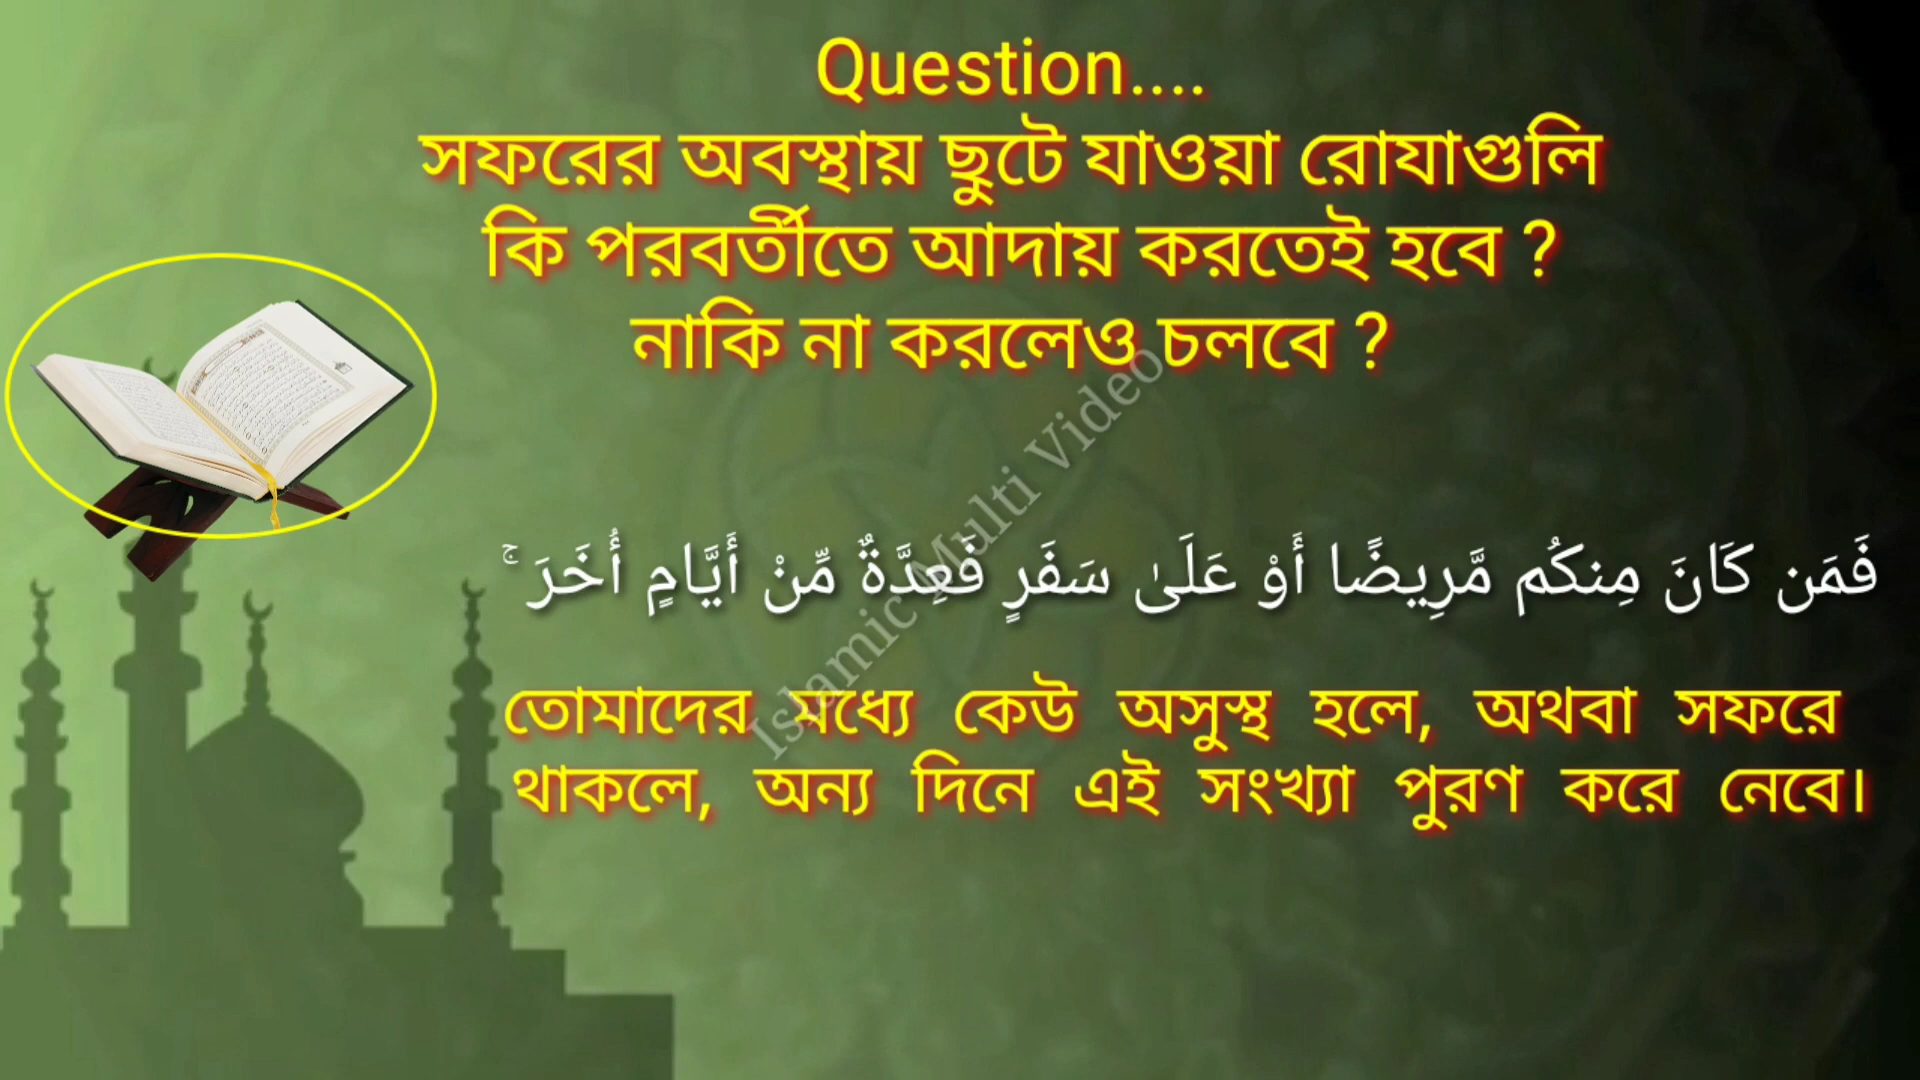 Question....
সফরের অবস্থায় ছুটে যাওয়া রোযাগুলি
কি পরবর্তীতে আদায় করতেই হবে ?
নাকি না করলেও চলবে ?
فَمَن كَانَ مِنكُم مَّرِيضًا أَوْ عَلَىٰ سَفَرٍ فَعِدَّةٌ مِّنْ أَيَّامٍ أُخَرَ ۚ
তোমাদের মধ্যে কেউ অসুস্থ হলে, অথবা সফরে
থাকলে, অন্য দিনে এই সংখ্যা পুরণ করে নেবে।
Islamic Multi Video